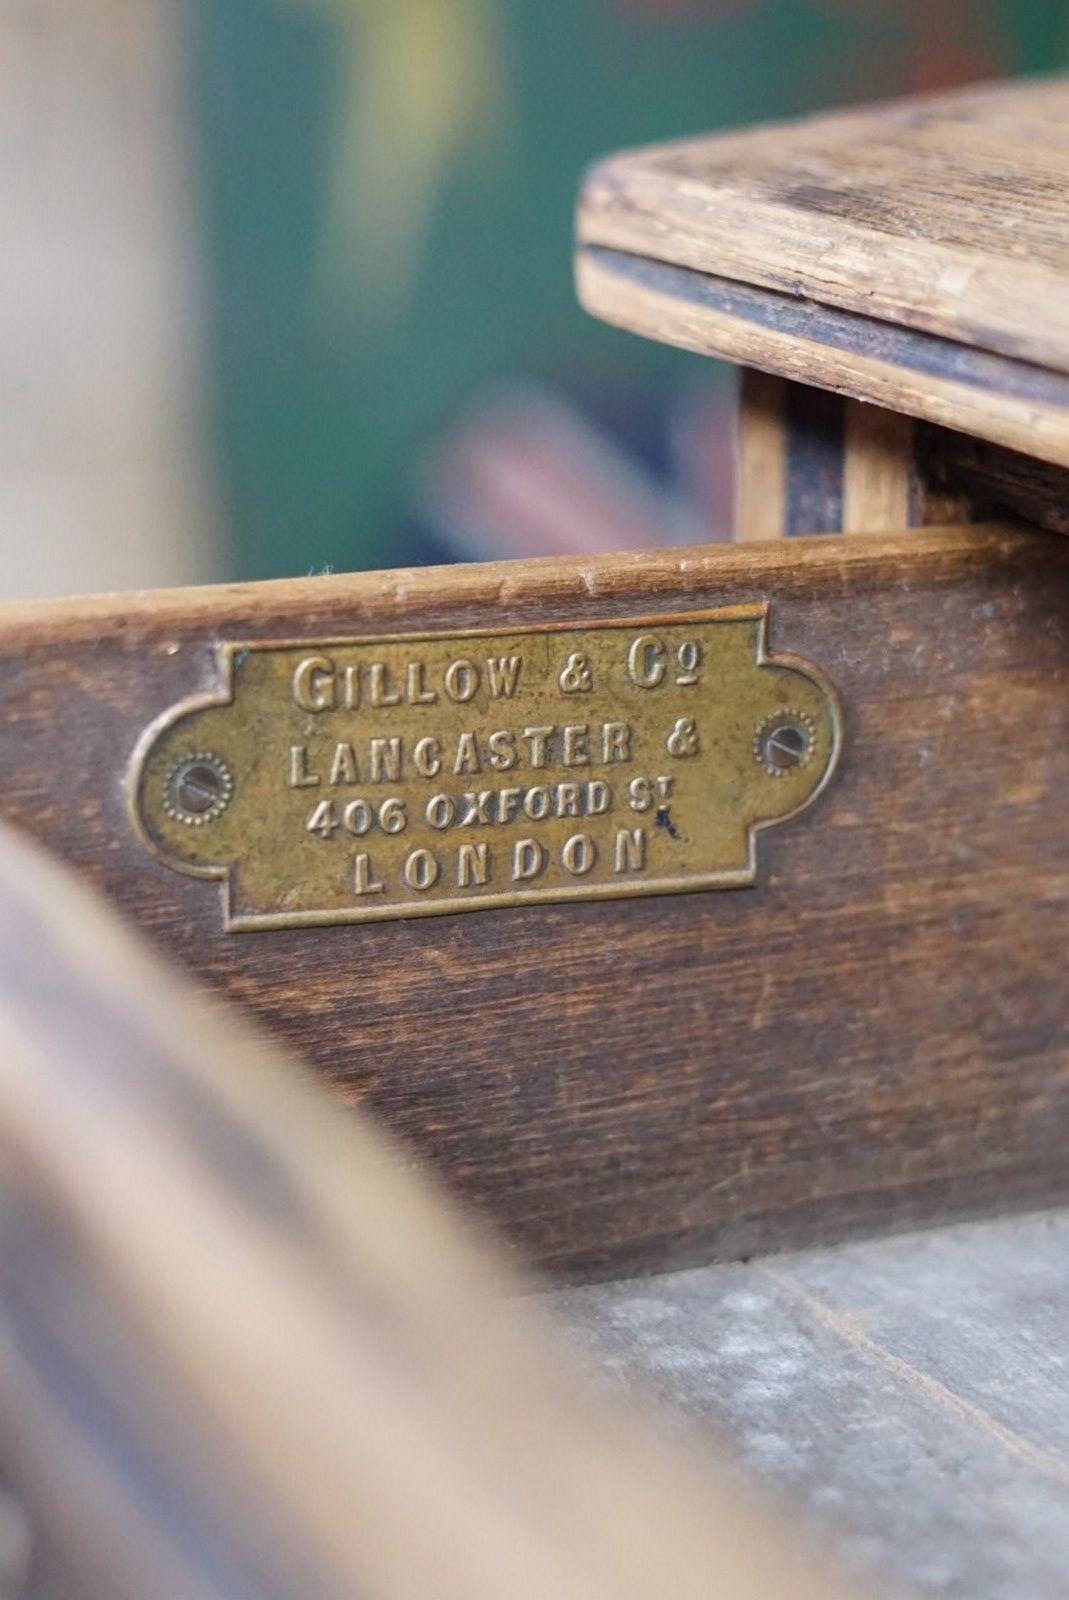 GILLOW & Cº
LANCASTER &
406 OXFORD ST
LONDON